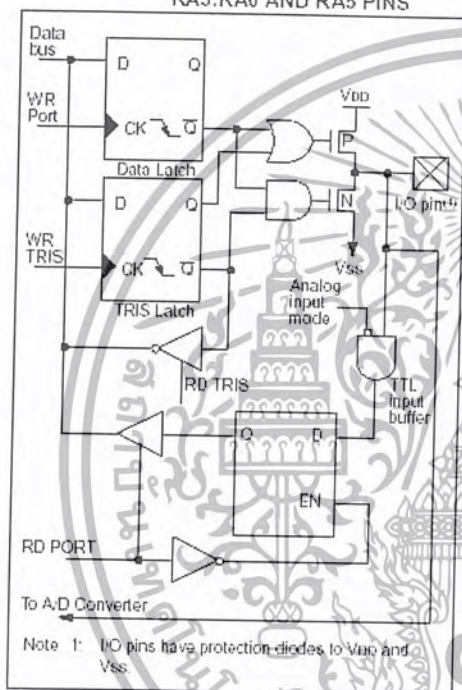 RA3:RA0 AND RA5 PINS
Data
bus
D Q
VDD
WR
Port
CK Q
P
Data Latch
D Q
N
I/O pin(1)
WR
TRIS
CK Q
VSS
TRIS Latch
Analog
input
mode
TTL
input
buffer
RD TRIS
Q D
EN
RD PORT
To A/D Converter
Note 1: I/O pins have protection diodes to VDD and
VSS.